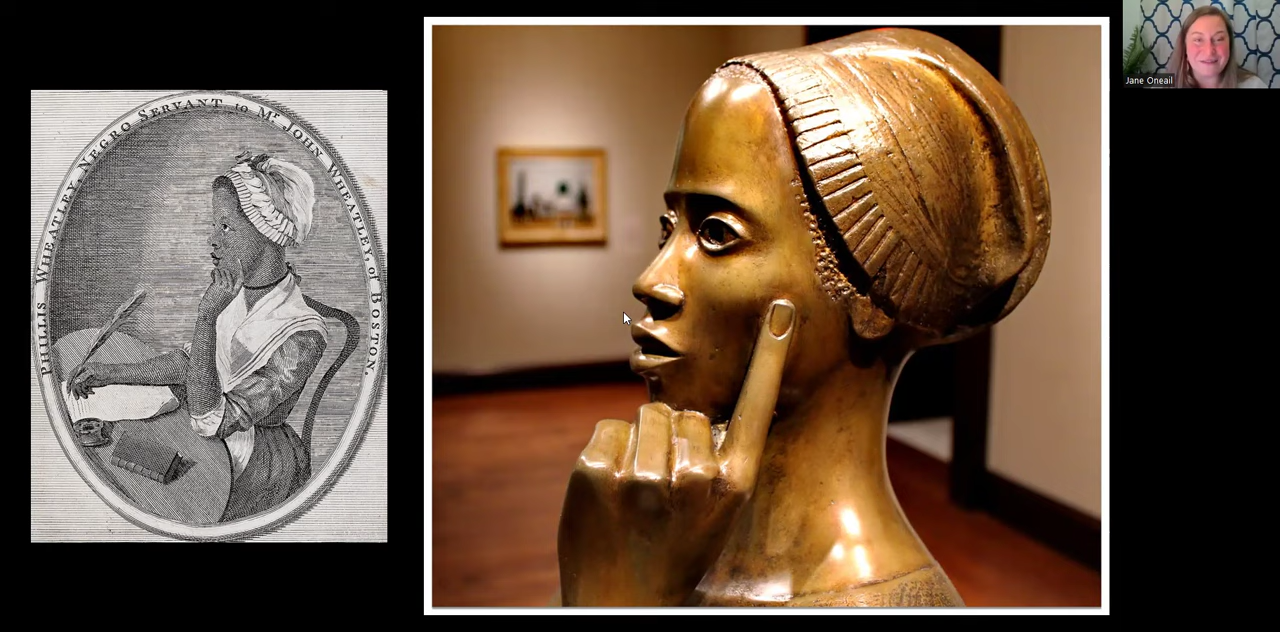 PHILLIS WHEATLEY, NEGRO SERVANT to Mr. JOHN WHEATLEY, of BOSTON.
Jane Oneail